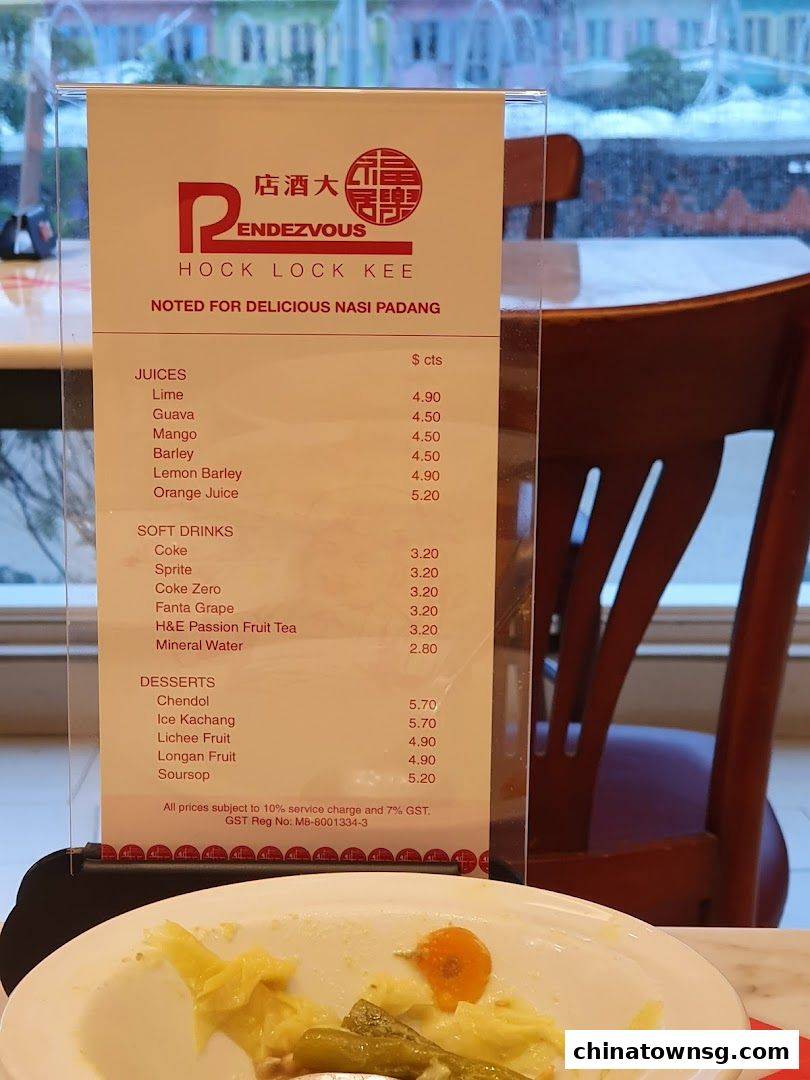 店酒大
福樂居
RENDEZVOUS
HOCK LOCK KEE
NOTED FOR DELICIOUS NASI PADANG
$ cts
JUICES
Lime 4.90
Guava 4.50
Mango 4.50
Barley 4.50
Lemon Barley 4.90
Orange Juice 5.20
SOFT DRINKS
Coke 3.20
Sprite 3.20
Coke Zero 3.20
Fanta Grape 3.20
H&E Passion Fruit Tea 3.20
Mineral Water 2.80
DESSERTS
Chendol 5.70
Ice Kachang 5.70
Lichee Fruit 4.90
Longan Fruit 4.90
Soursop 5.20
All prices subject to 10% service charge and 7% GST.
GST Reg No: M8-8001334-3
chinatownsg.com